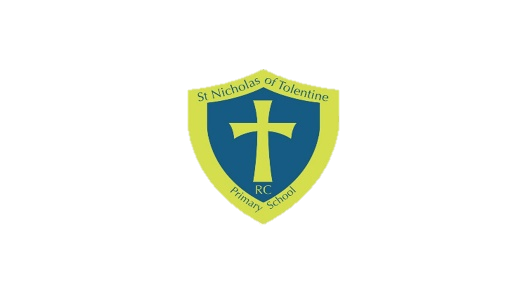 St Nicholas of Tolentine
RC
Primary School